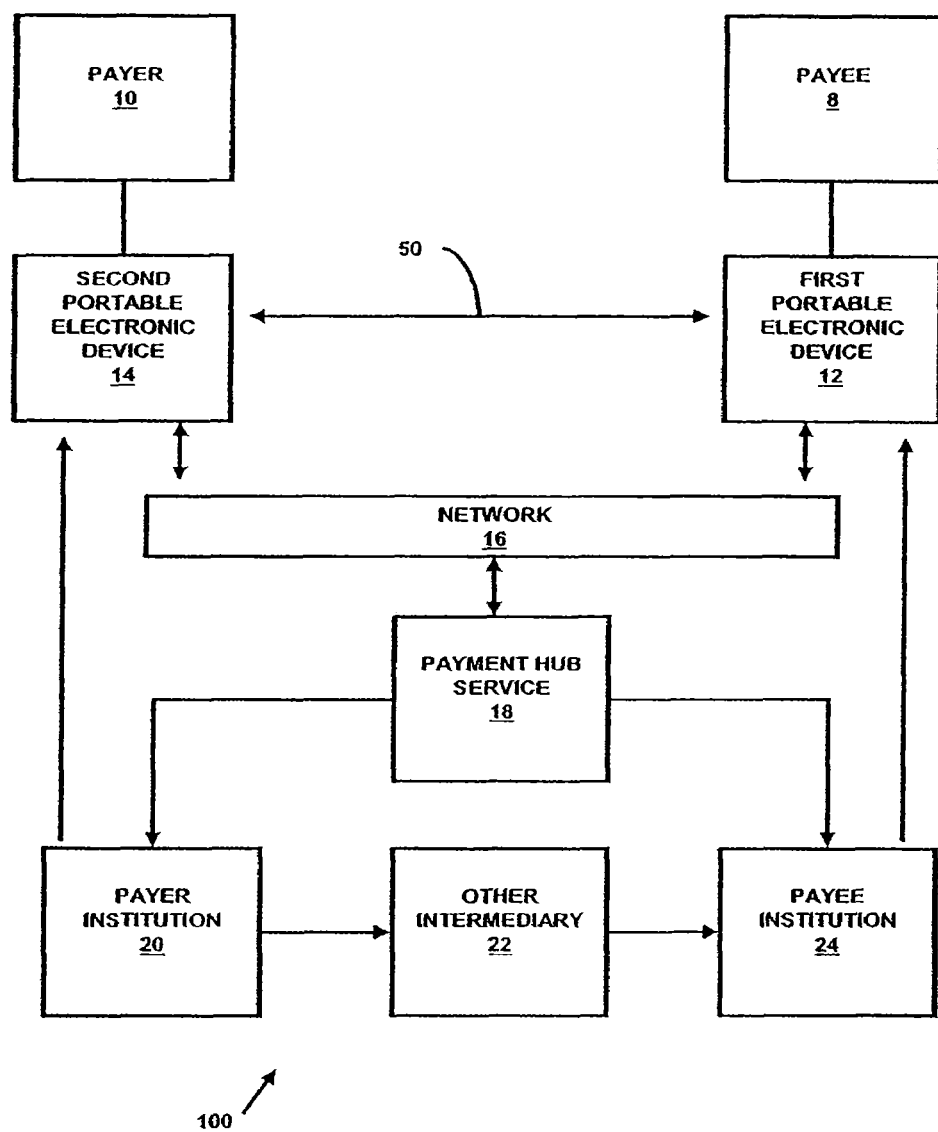 PAYER
10
PAYEE
8
50
SECOND
PORTABLE
ELECTRONIC
DEVICE
14
FIRST
PORTABLE
ELECTRONIC
DEVICE
12
NETWORK
16
PAYMENT HUB
SERVICE
18
PAYER
INSTITUTION
20
OTHER
INTERMEDIARY
22
PAYEE
INSTITUTION
24
100